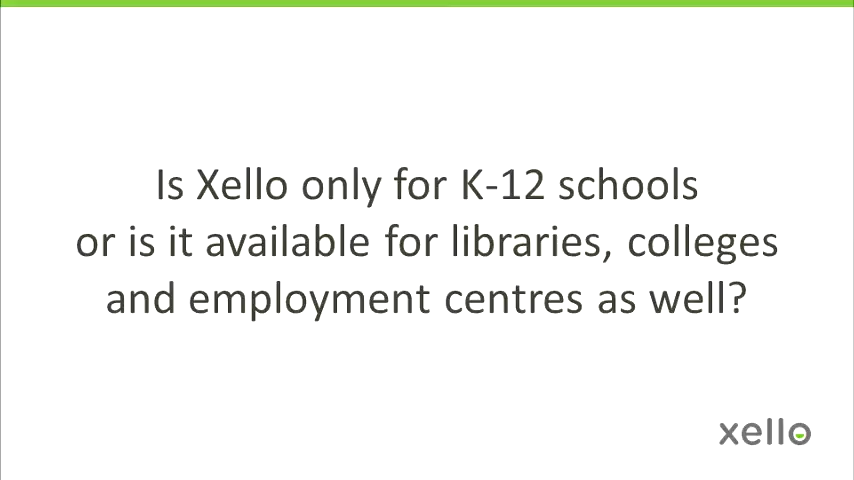 Is Xello only for K-12 schools
or is it available for libraries, colleges
and employment centres as well?
xello